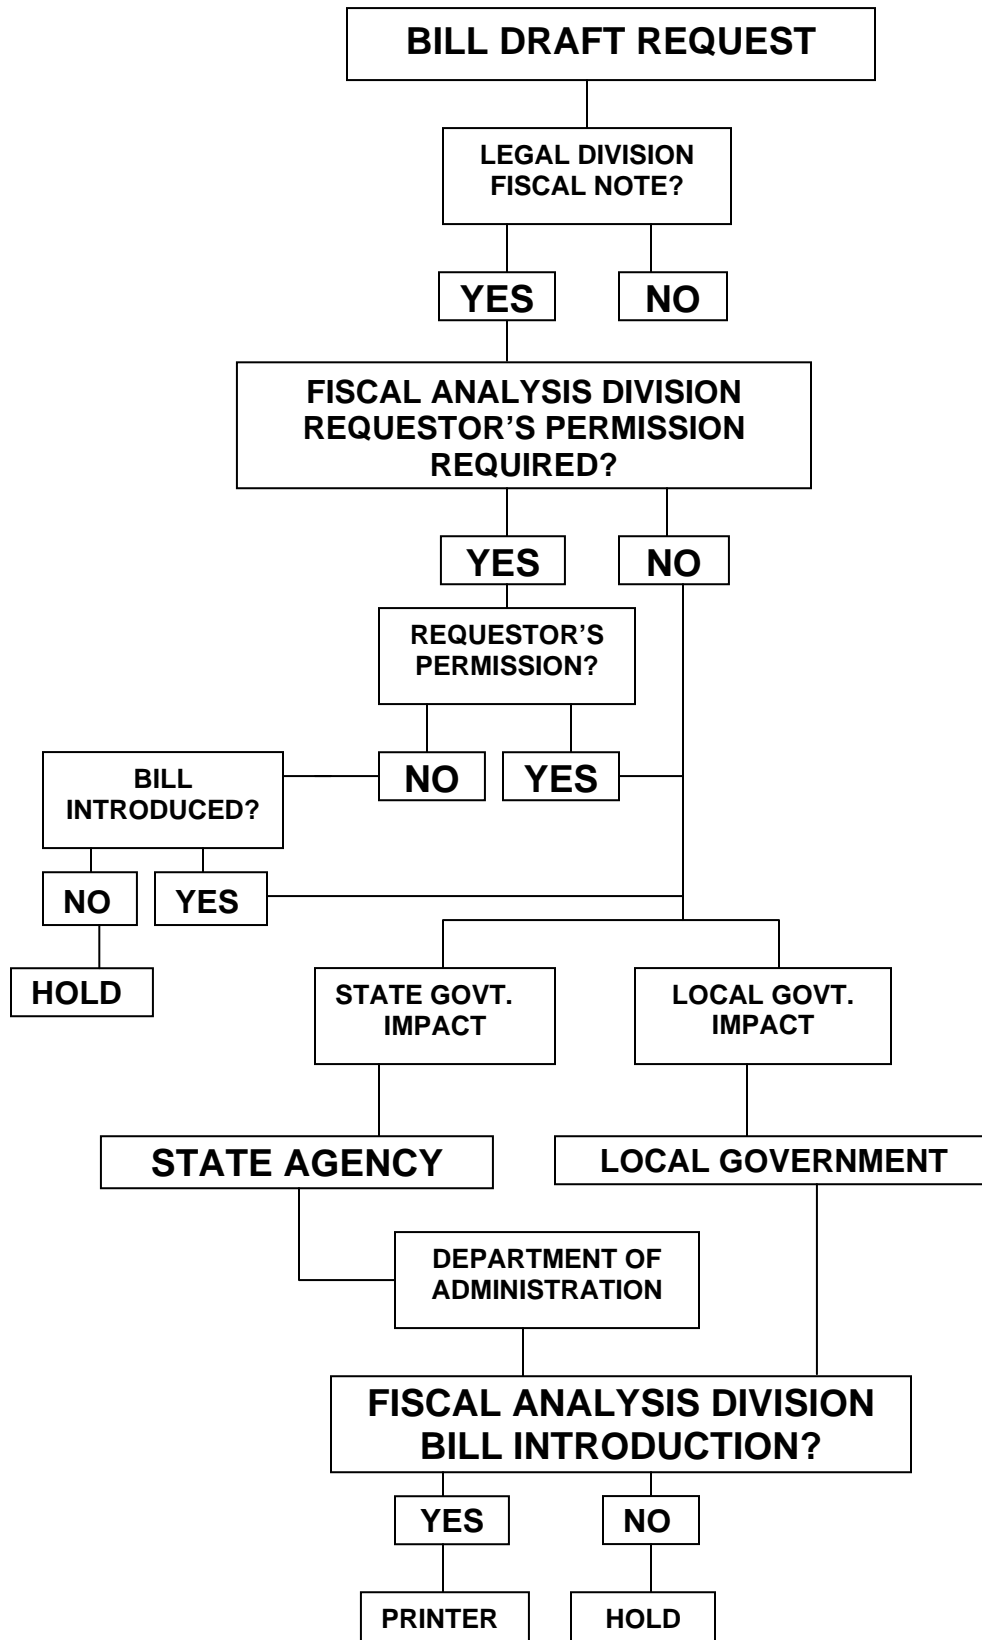 BILL DRAFT REQUEST
LEGAL DIVISION
FISCAL NOTE?
YES
NO
FISCAL ANALYSIS DIVISION
REQUESTOR’S PERMISSION
REQUIRED?
YES
NO
REQUESTOR’S
PERMISSION?
NO
YES
BILL
INTRODUCED?
NO
YES
HOLD
STATE GOVT.
IMPACT
LOCAL GOVT.
IMPACT
STATE AGENCY
LOCAL GOVERNMENT
DEPARTMENT OF
ADMINISTRATION
FISCAL ANALYSIS DIVISION
BILL INTRODUCTION?
YES
NO
PRINTER
HOLD